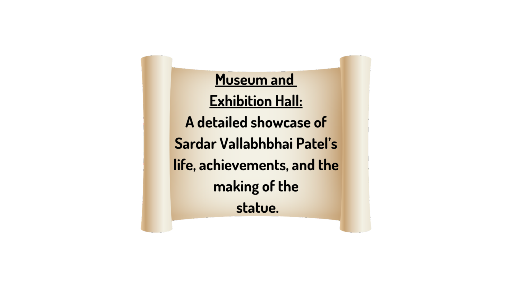 Museum and
Exhibition Hall:
A detailed showcase of
Sardar Vallabhbhai Patel’s
life, achievements, and the
making of the
statue.